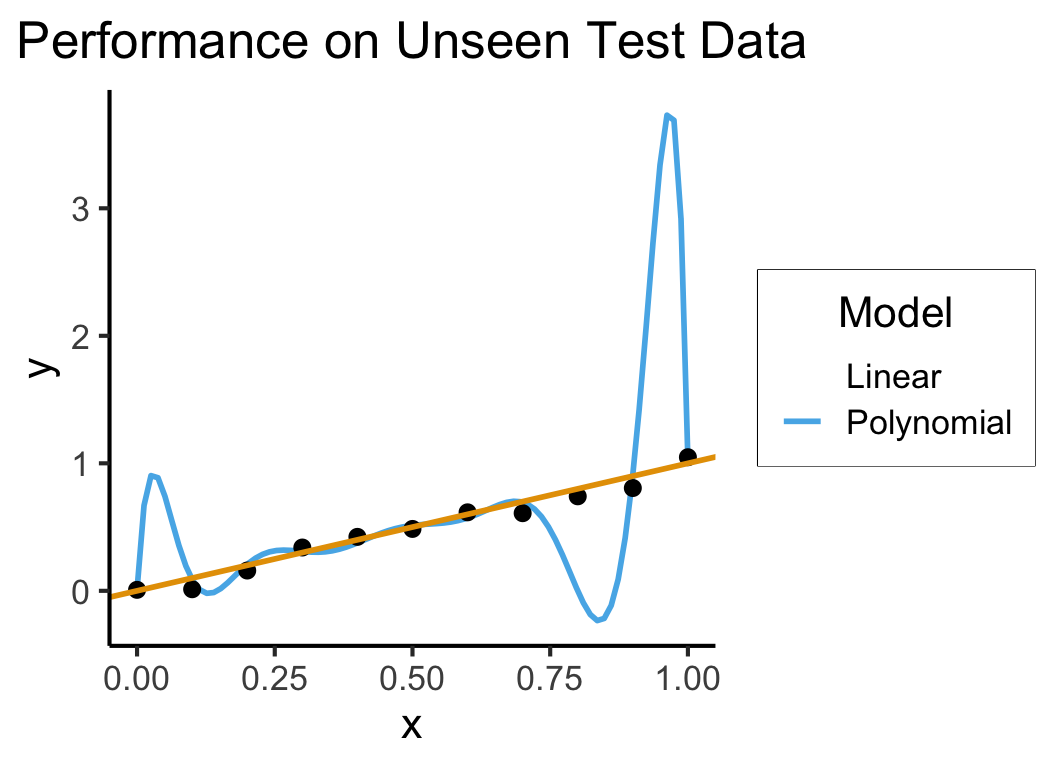 Performance on Unseen Test Data
y
3
2
1
0
0.00 0.25 0.50 0.75 1.00
x
Model
Linear
Polynomial